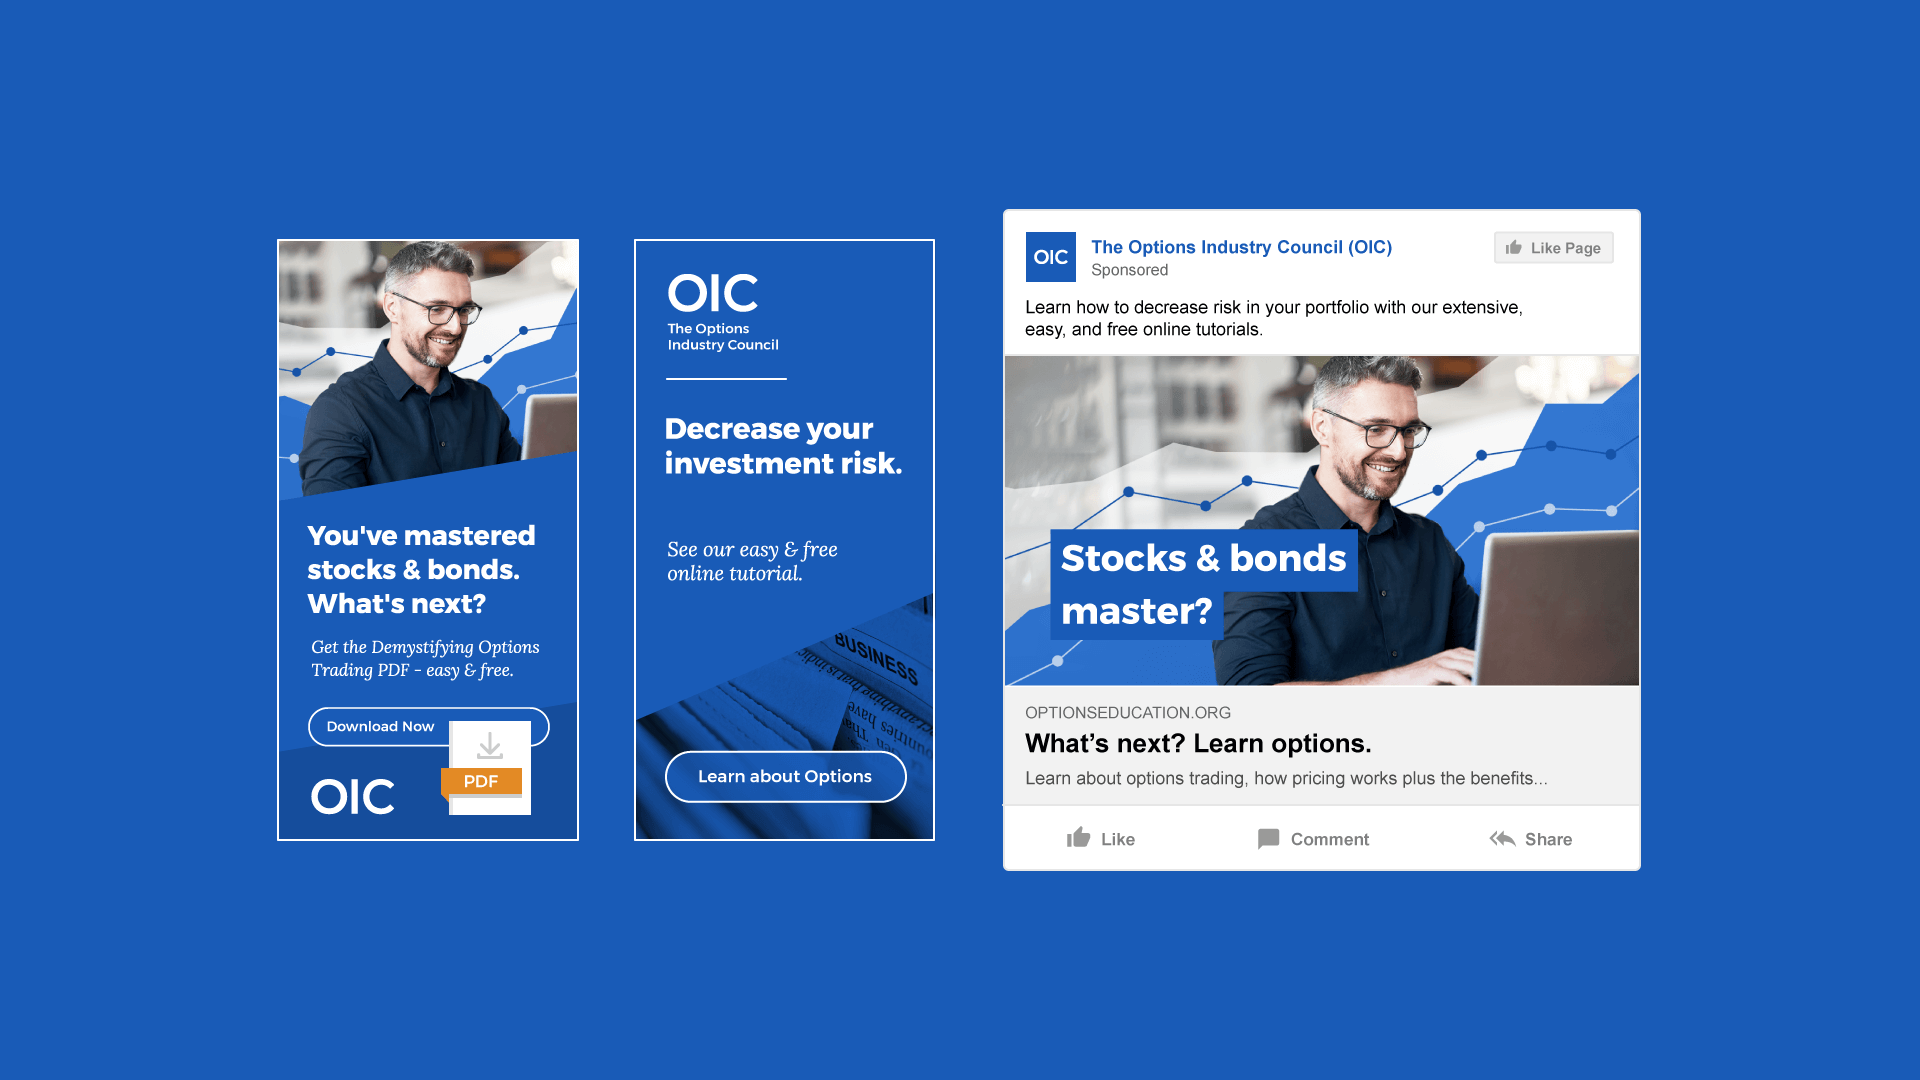 You've mastered
stocks & bonds.
What's next?
Get the Demystifying Options
Trading PDF - easy & free.
Download Now
PDF
OIC
OIC
The Options
Industry Council
Decrease your
investment risk.
See our easy & free
online tutorial.
BUSINESS
Learn about Options
OIC
The Options Industry Council (OIC)
Sponsored
Like Page
Learn how to decrease risk in your portfolio with our extensive,
easy, and free online tutorials.
Stocks & bonds
master?
OPTIONSEDUCATION.ORG
What’s next? Learn options.
Learn about options trading, how pricing works plus the benefits...
Like
Comment
Share